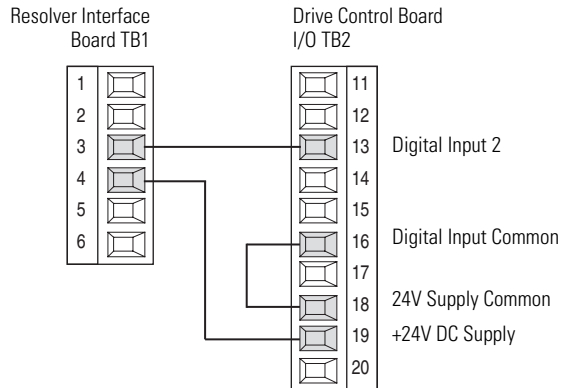 Resolver Interface
Board TB1
Drive Control Board
I/O TB2
1
2
3
4
5
6
11
12
13 Digital Input 2
14
15
16 Digital Input Common
17
18 24V Supply Common
19 +24V DC Supply
20